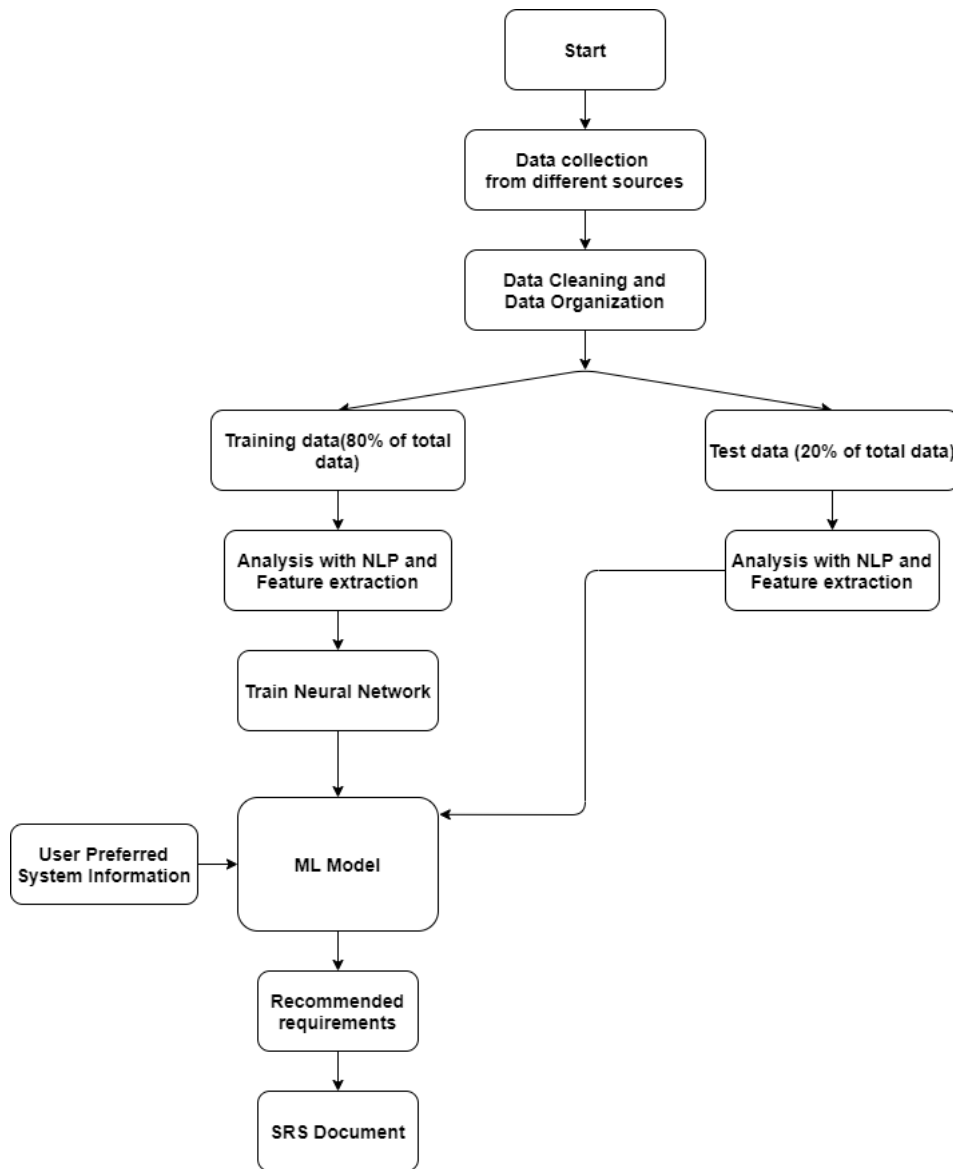 Start
Data collection
from different sources
Data Cleaning and
Data Organization
Training data(80% of total
data)
Test data (20% of total data)
Analysis with NLP and
Feature extraction
Analysis with NLP and
Feature extraction
Train Neural Network
User Preferred
System Information
ML Model
Recommended
requirements
SRS Document